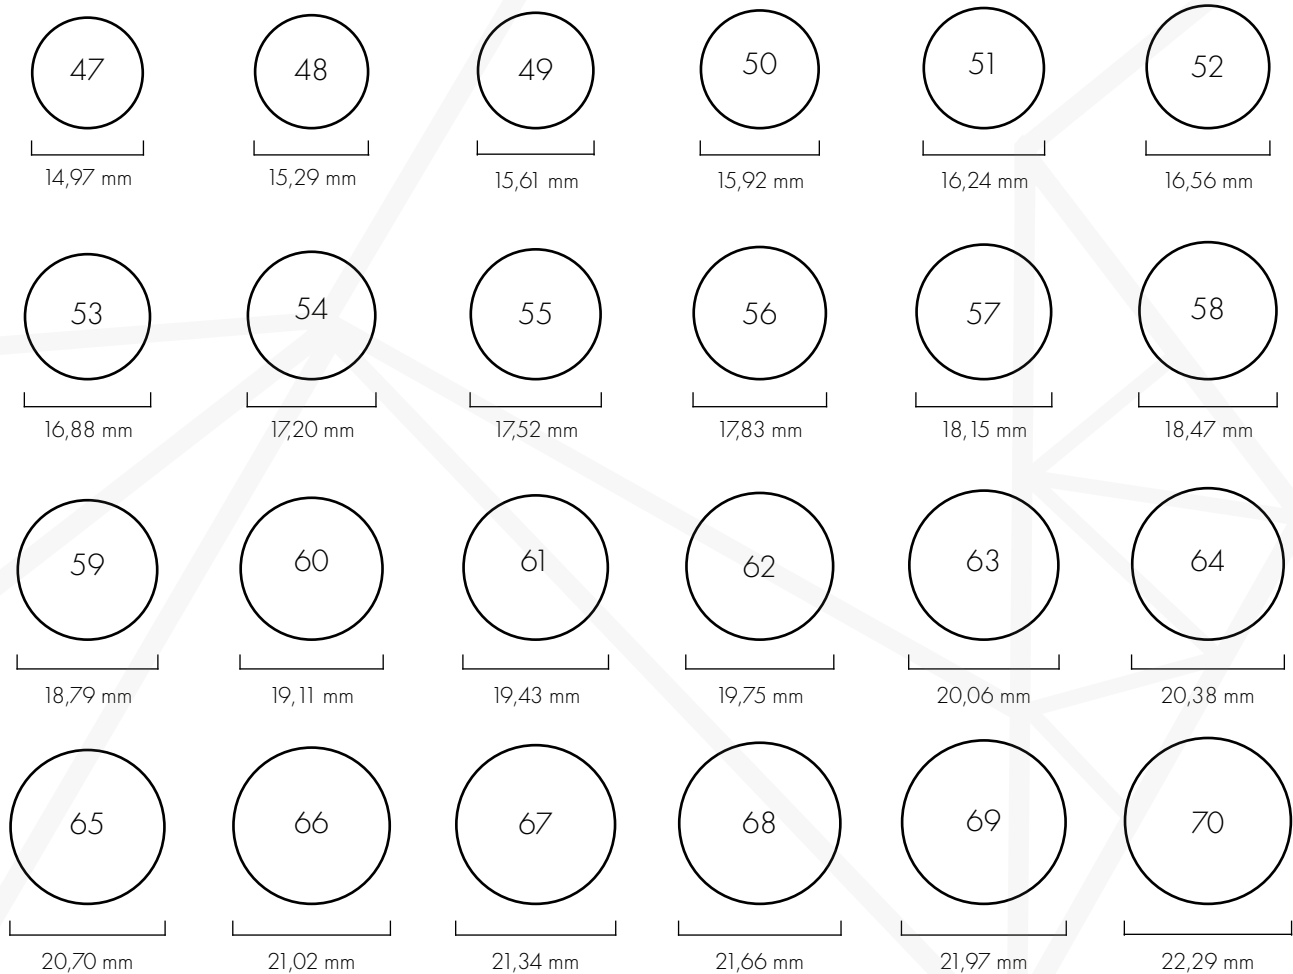 47 48 49 50 51 52
14,97 mm 15,29 mm 15,61 mm 15,92 mm 16,24 mm 16,56 mm
53 54 55 56 57 58
16,88 mm 17,20 mm 17,52 mm 17,83 mm 18,15 mm 18,47 mm
59 60 61 62 63 64
18,79 mm 19,11 mm 19,43 mm 19,75 mm 20,06 mm 20,38 mm
65 66 67 68 69 70
20,70 mm 21,02 mm 21,34 mm 21,66 mm 21,97 mm 22,29 mm